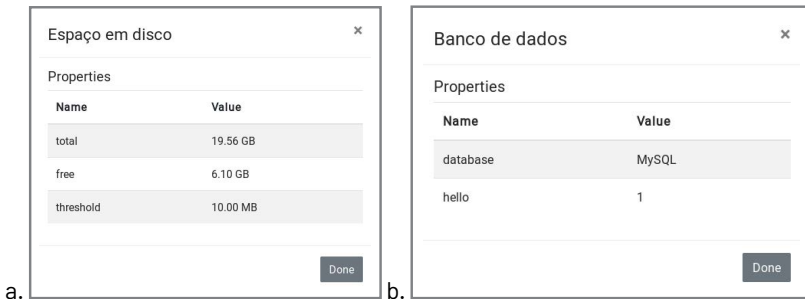 Espaço em disco ×
Properties
Name Value
total 19.56 GB
free 6.10 GB
threshold 10.00 MB
Done
a.
Banco de dados ×
Properties
Name Value
database MySQL
hello 1
Done
b.